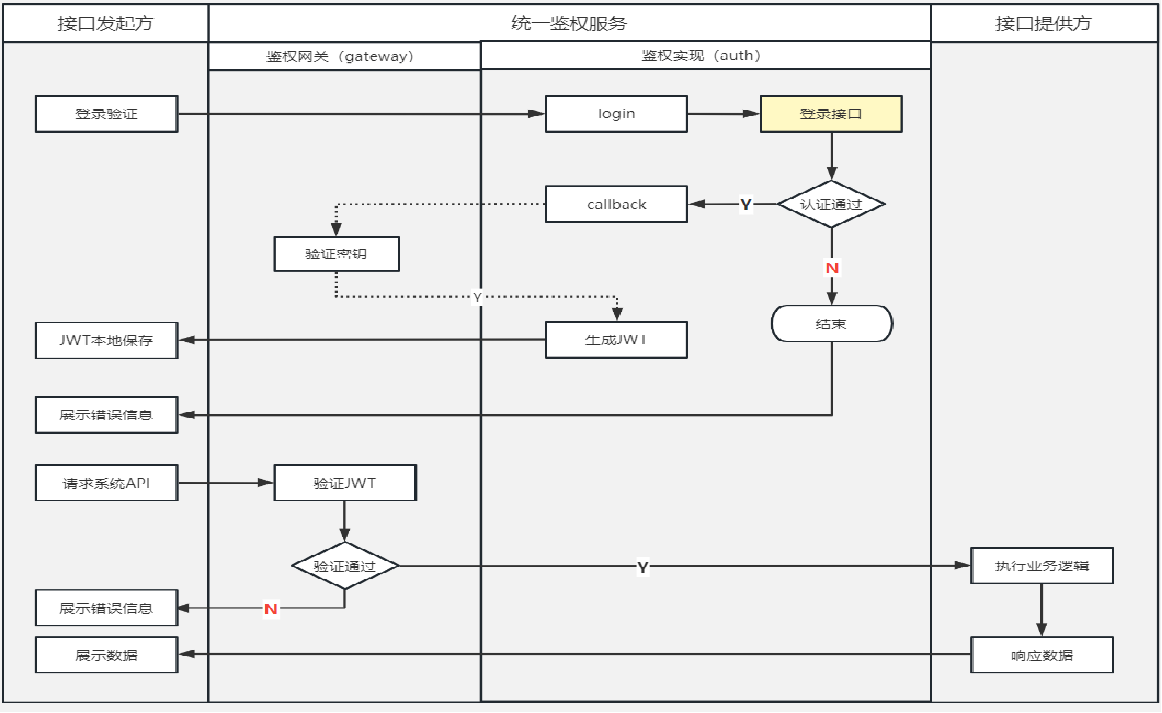 接口发起方
统一鉴权服务
接口提供方
鉴权网关（gateway）
鉴权实现（auth）
登录验证
login
登录接口
callback
Y
认证通过
验证密钥
N
Y
结束
JWT本地保存
生成JWT
展示错误信息
请求系统API
验证JWT
验证通过
Y
执行业务逻辑
展示错误信息
N
展示数据
响应数据